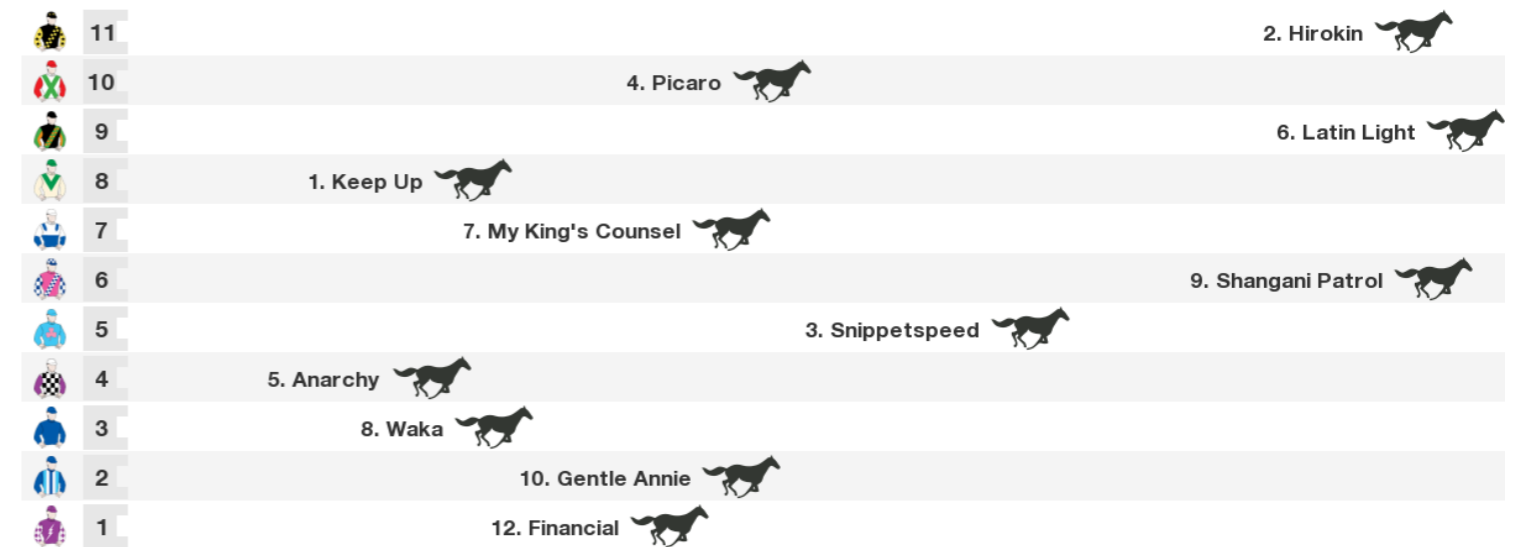 11 2. Hirokin
10 4. Picaro
9 6. Latin Light
8 1. Keep Up
7 7. My King's Counsel
6 9. Shangani Patrol
5 3. Snippetspeed
4 5. Anarchy
3 8. Waka
2 10. Gentle Annie
1 12. Financial